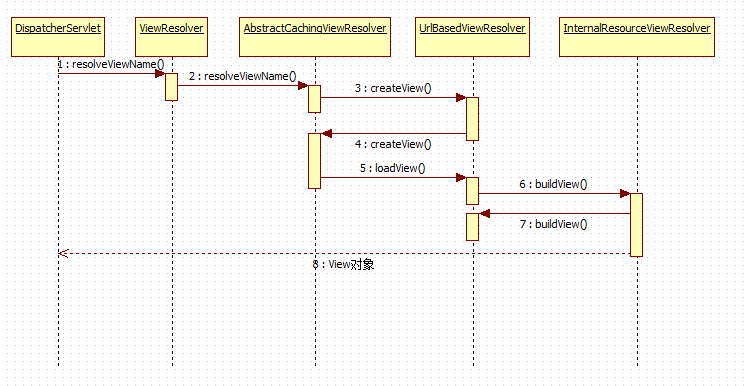 DispatcherServlet
ViewResolver
AbstractCachingViewResolver
UrlBasedViewResolver
InternalResourceViewResolver
1 : resolveViewName()
2 : resolveViewName()
3 : createView()
4 : createView()
5 : loadView()
6 : buildView()
7 : buildView()
8 : View对象